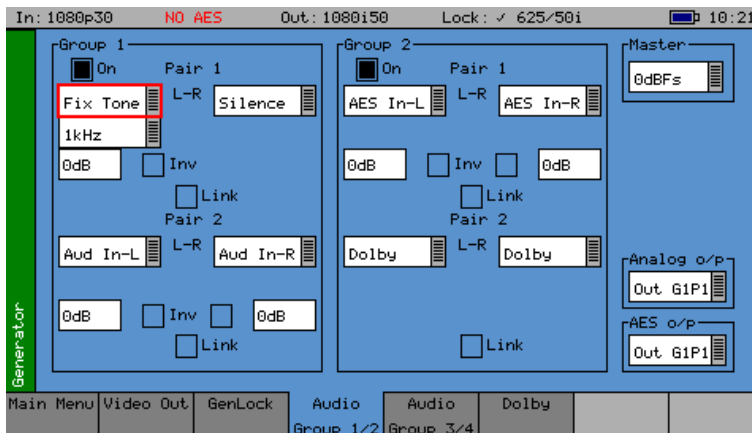 In:1080p30 NO AES Out:1080i50 Lock:✓ 625/50i 10:21
Group 1 Group 2 Master
On Pair 1 On Pair 1 0dBFs
Fix Tone L-R Silence AES In-L L-R AES In-R
1kHz
0dB Inv 0dB Inv 0dB
Link Link
Pair 2 Pair 2
Aud In-L L-R Aud In-R Dolby L-R Dolby Analog o/p
Out G1P1
0dB Inv 0dB AES o/p
Link Link Out G1P1
Generator
Main Menu Video Out GenLock Audio Group 1/2 Audio Group 3/4 Dolby